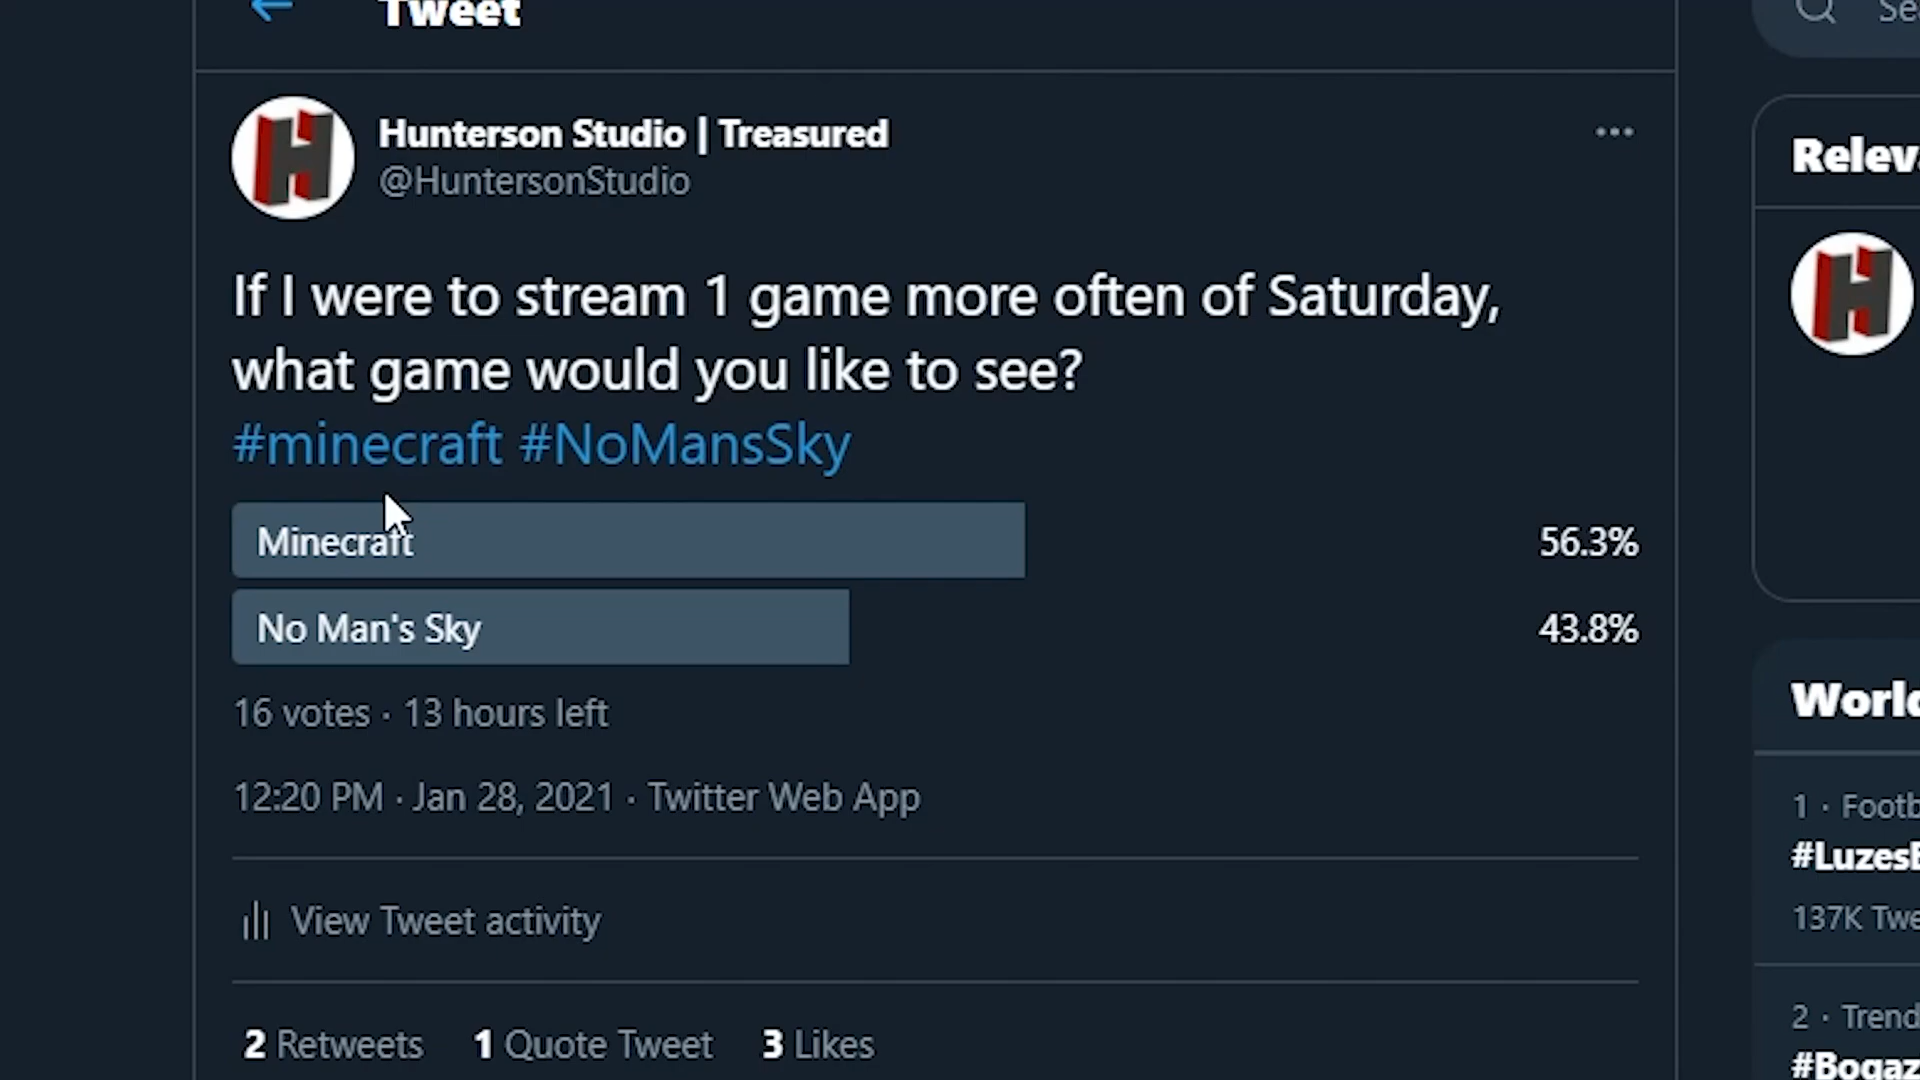 Tweet
Hunterson Studio | Treasured
@HuntersonStudio
If I were to stream 1 game more often of Saturday,
what game would you like to see?
#minecraft #NoMansSky
Minecraft 56.3%
No Man's Sky 43.8%
16 votes · 13 hours left
12:20 PM · Jan 28, 2021 · Twitter Web App
View Tweet activity
2 Retweets 1 Quote Tweet 3 Likes
Se
Releva
World
1 · Footb
#LuzesE
137K Twe
2 · Trend
#Bogaz